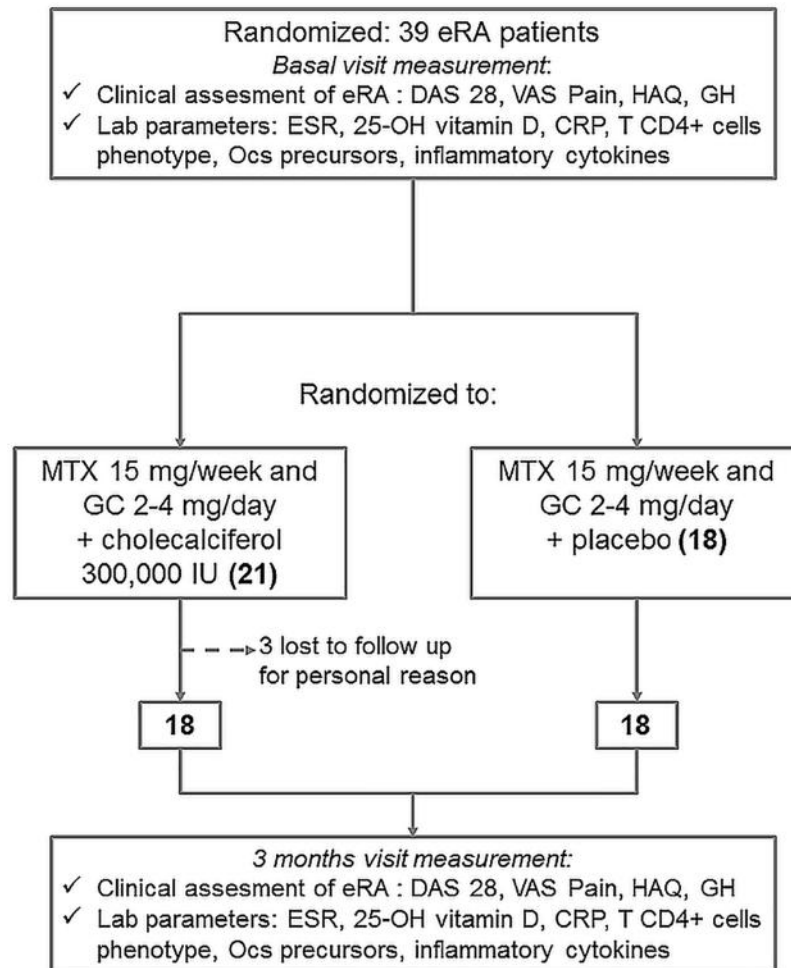 Randomized: 39 eRA patients
Basal visit measurement:
✓ Clinical assesment of eRA : DAS 28, VAS Pain, HAQ, GH
✓ Lab parameters: ESR, 25-OH vitamin D, CRP, T CD4+ cells
phenotype, Ocs precursors, inflammatory cytokines
Randomized to:
MTX 15 mg/week and
GC 2-4 mg/day
+ cholecalciferol
300,000 IU (21)
MTX 15 mg/week and
GC 2-4 mg/day
+ placebo (18)
3 lost to follow up
for personal reason
18
18
3 months visit measurement:
✓ Clinical assesment of eRA : DAS 28, VAS Pain, HAQ, GH
✓ Lab parameters: ESR, 25-OH vitamin D, CRP, T CD4+ cells
phenotype, Ocs precursors, inflammatory cytokines